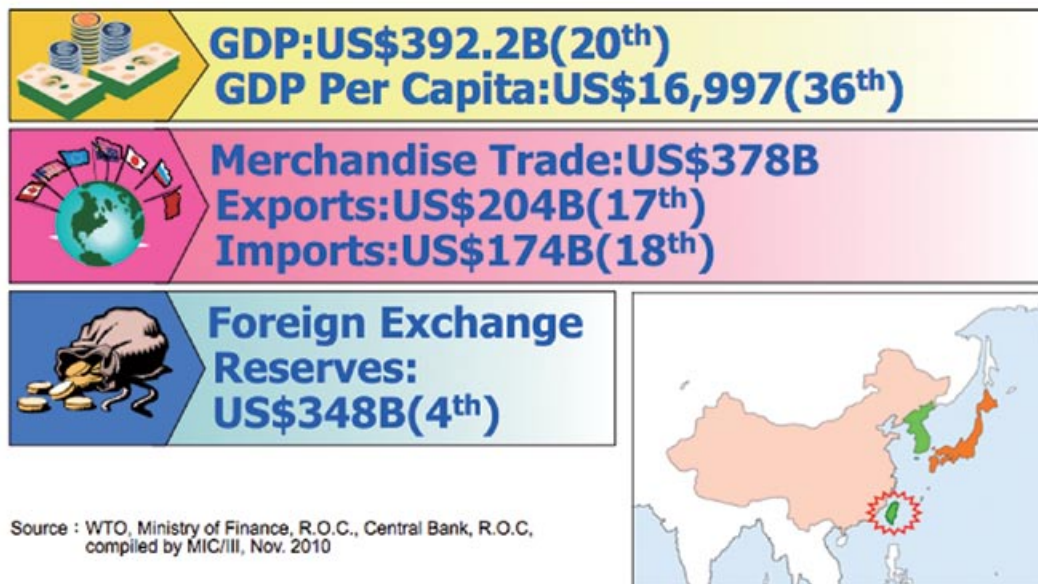 GDP:US$392.2B(20th)
GDP Per Capita:US$16,997(36th)
Merchandise Trade:US$378B
Exports:US$204B(17th)
Imports:US$174B(18th)
Foreign Exchange
Reserves:
US$348B(4th)
Source : WTO, Ministry of Finance, R.O.C., Central Bank, R.O.C,
compiled by MIC/III, Nov. 2010